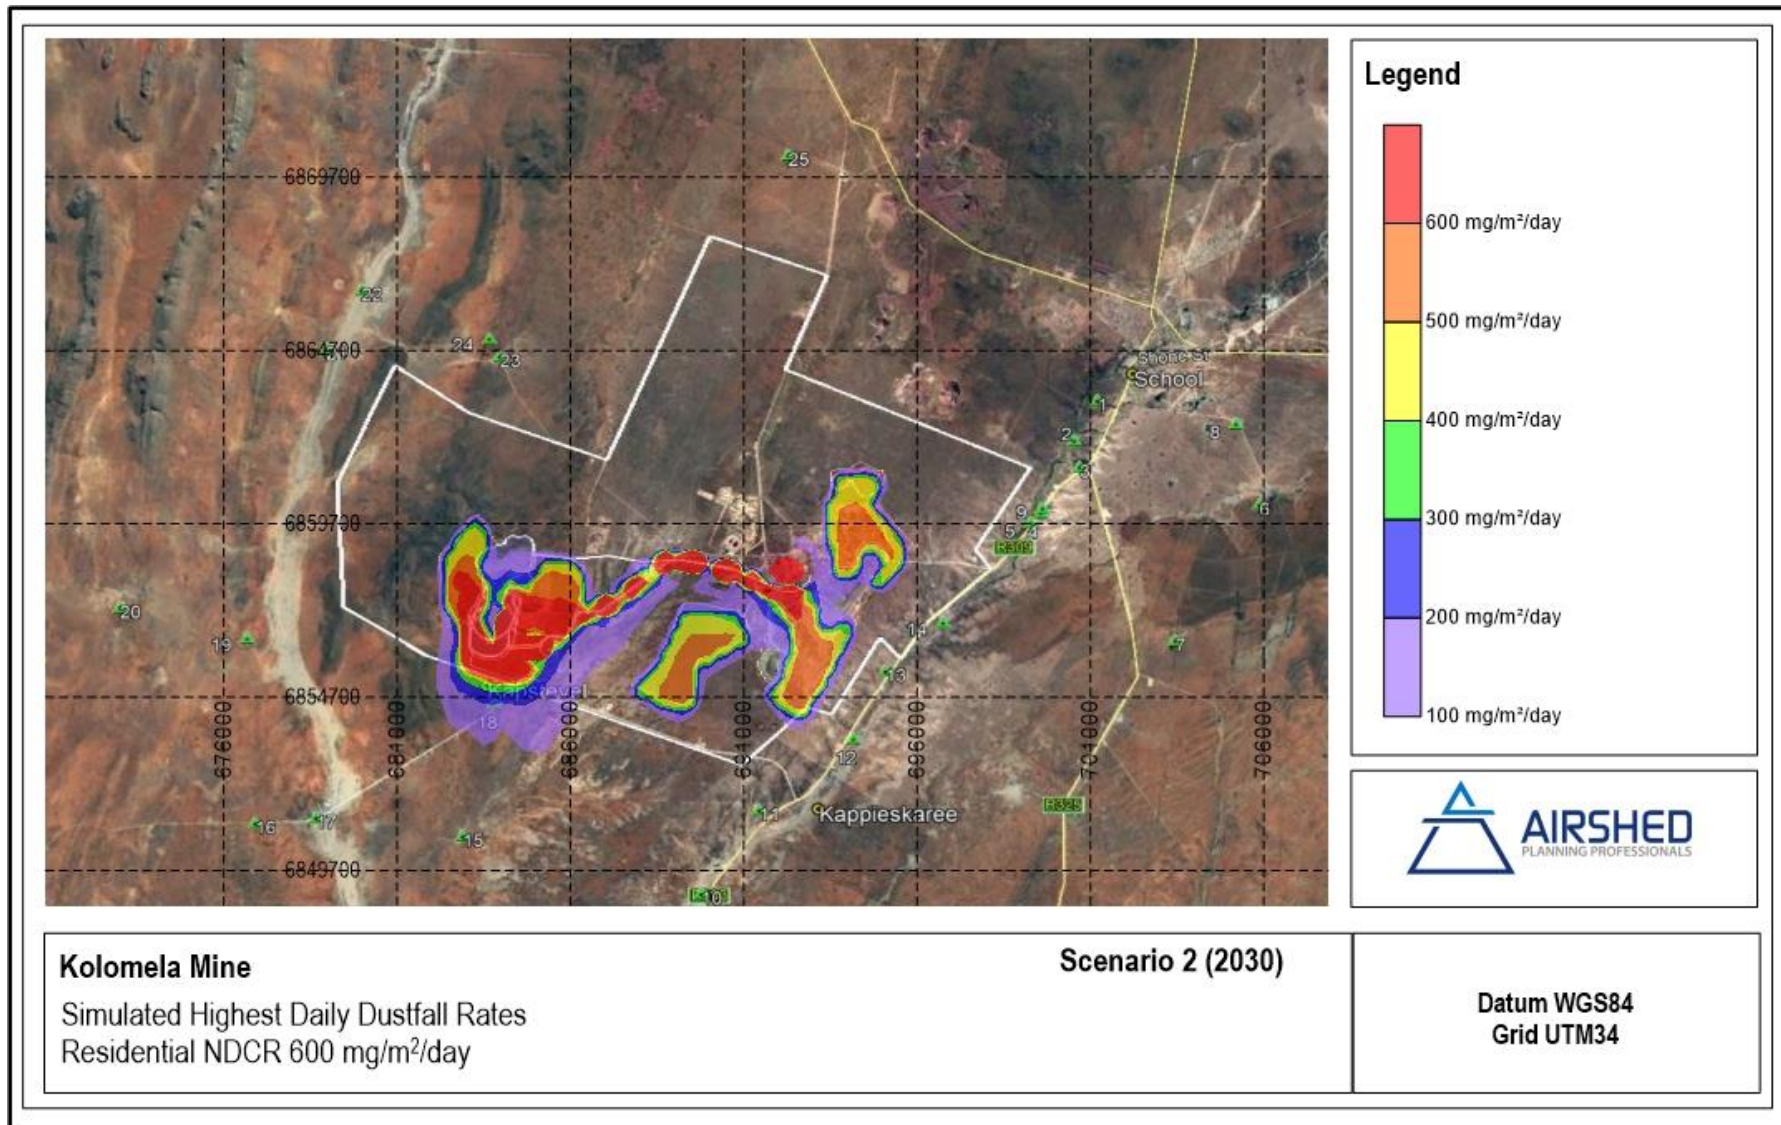 Legend
600 mg/m²/day
500 mg/m²/day
400 mg/m²/day
300 mg/m²/day
200 mg/m²/day
100 mg/m²/day
25
6869700
22
6864700
24
23
Shone St
School
1
2
8
3
6859700
9
6
5
4
R309
20
19
14
7
13
Kapstevel
6854700
18
676000
681000
686000
691000
696000
701000
706000
12
11
Kappieskaree
R325
16
17
15
6849700
10
AIRSHED
PLANNING PROFESSIONALS
Kolomela Mine
Scenario 2 (2030)
Simulated Highest Daily Dustfall Rates
Residential NDCR 600 mg/m²/day
Datum WGS84
Grid UTM34